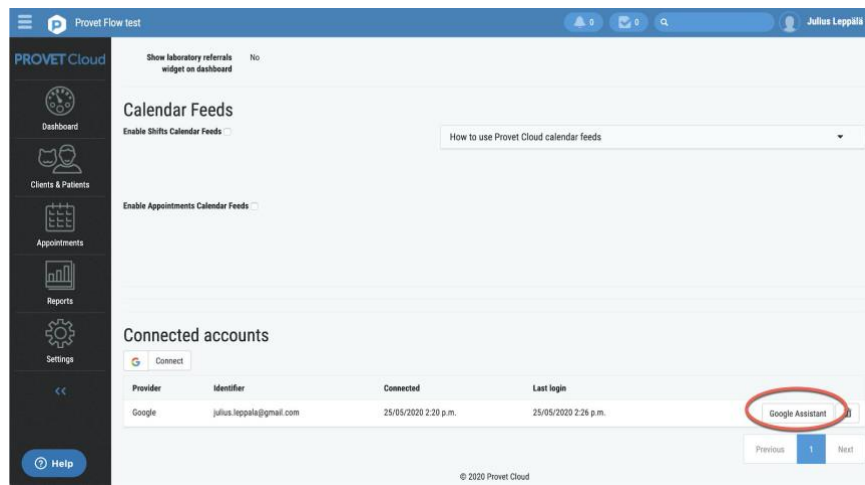 Provet Flow test
0
0
Julius Leppälä
PROVET Cloud
Dashboard
Clients & Patients
Appointments
Reports
Settings
<<
Help
Show laboratory referrals widget on dashboard
No
Calendar Feeds
Enable Shifts Calendar Feeds
How to use Provet Cloud calendar feeds
Enable Appointments Calendar Feeds
Connected accounts
G Connect
Provider Identifier Connected Last login
Google julius.leppala@gmail.com 25/05/2020 2:20 p.m. 25/05/2020 2:26 p.m. Google Assistant
Previous 1 Next
© 2020 Provet Cloud